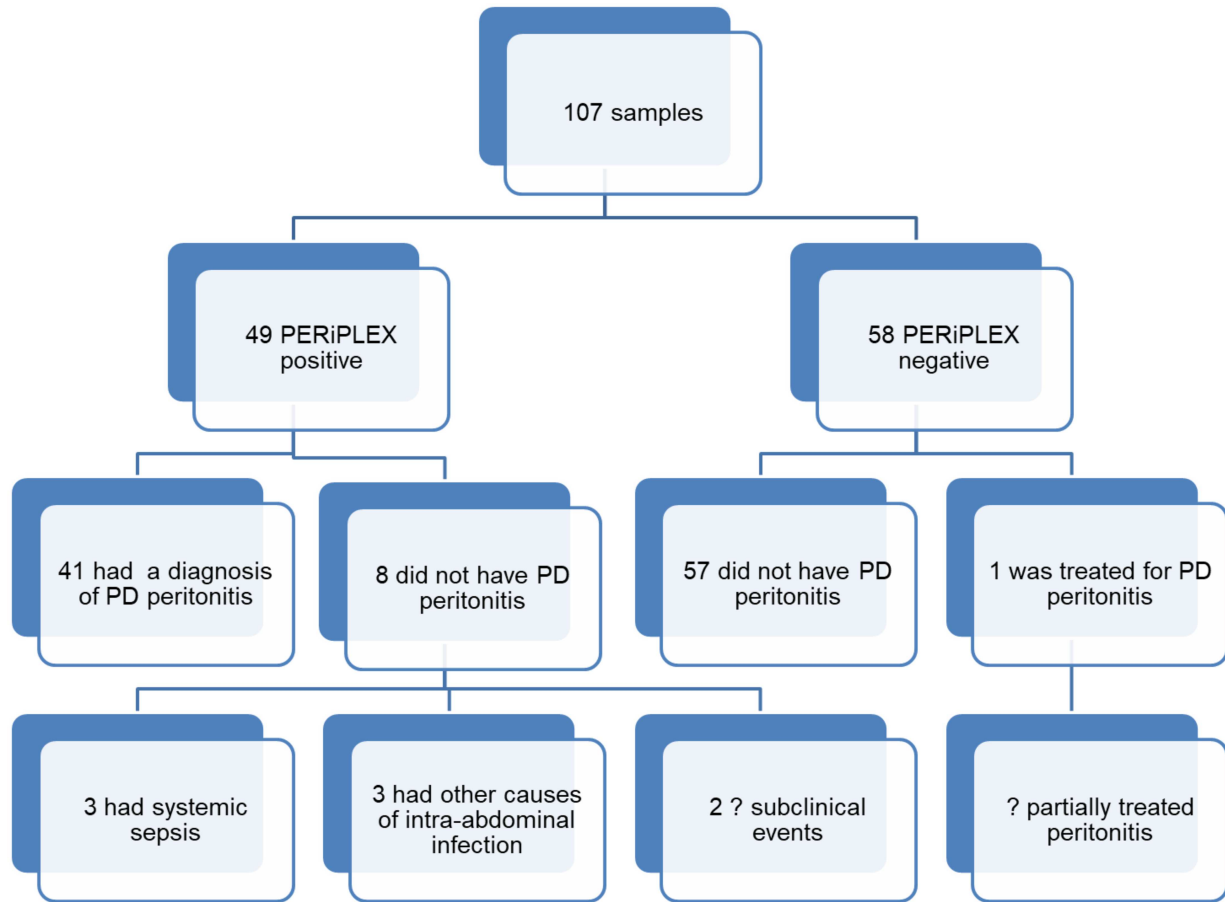 107 samples
49 PERiPLEX
positive
58 PERiPLEX
negative
41 had a diagnosis
of PD peritonitis
8 did not have PD
peritonitis
57 did not have PD
peritonitis
1 was treated for PD
peritonitis
3 had systemic
sepsis
3 had other causes
of intra-abdominal
infection
2 ? subclinical
events
? partially treated
peritonitis